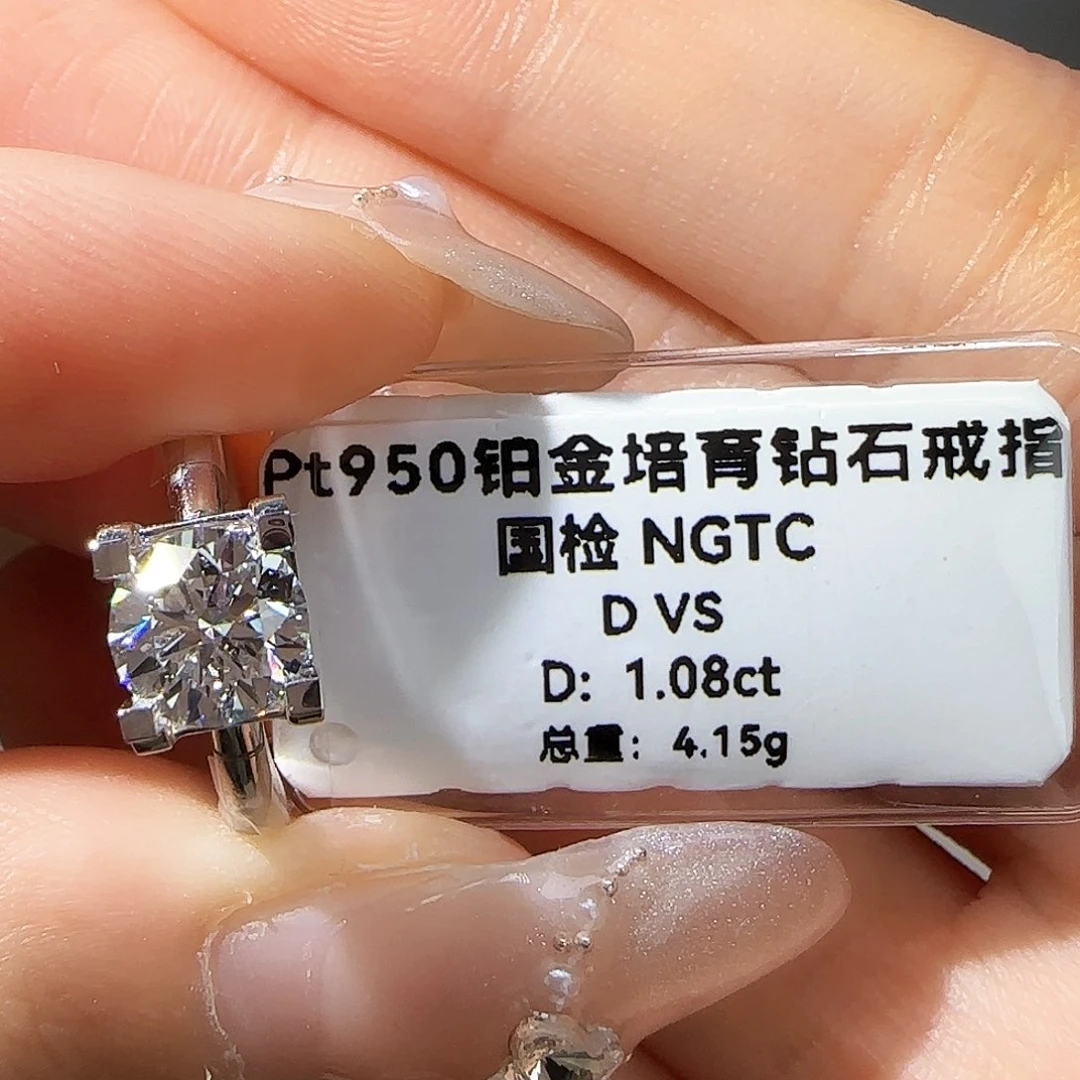 Pt950铂金培育钻石戒指
国检 NGTC
D VS
D: 1.08ct
总重: 4.15g